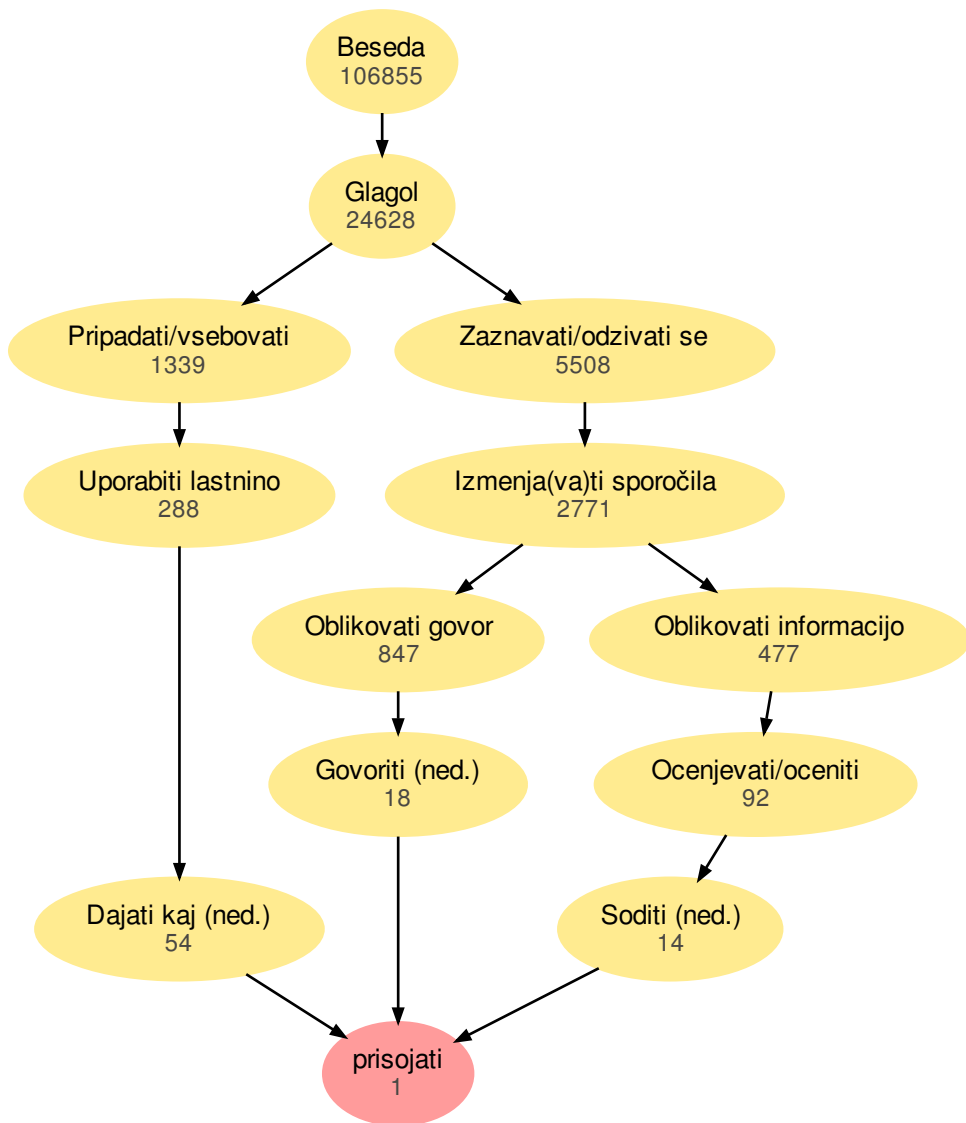 Beseda
106855
Glagol
24628
Pripadati/vsebovati
1339
Zaznavati/odzivati se
5508
Uporabiti lastnino
288
Izmenja(va)ti sporočila
2771
Oblikovati govor
847
Oblikovati informacijo
477
Govoriti (ned.)
18
Ocenjevati/oceniti
92
Dajati kaj (ned.)
54
Soditi (ned.)
14
prisojati
1